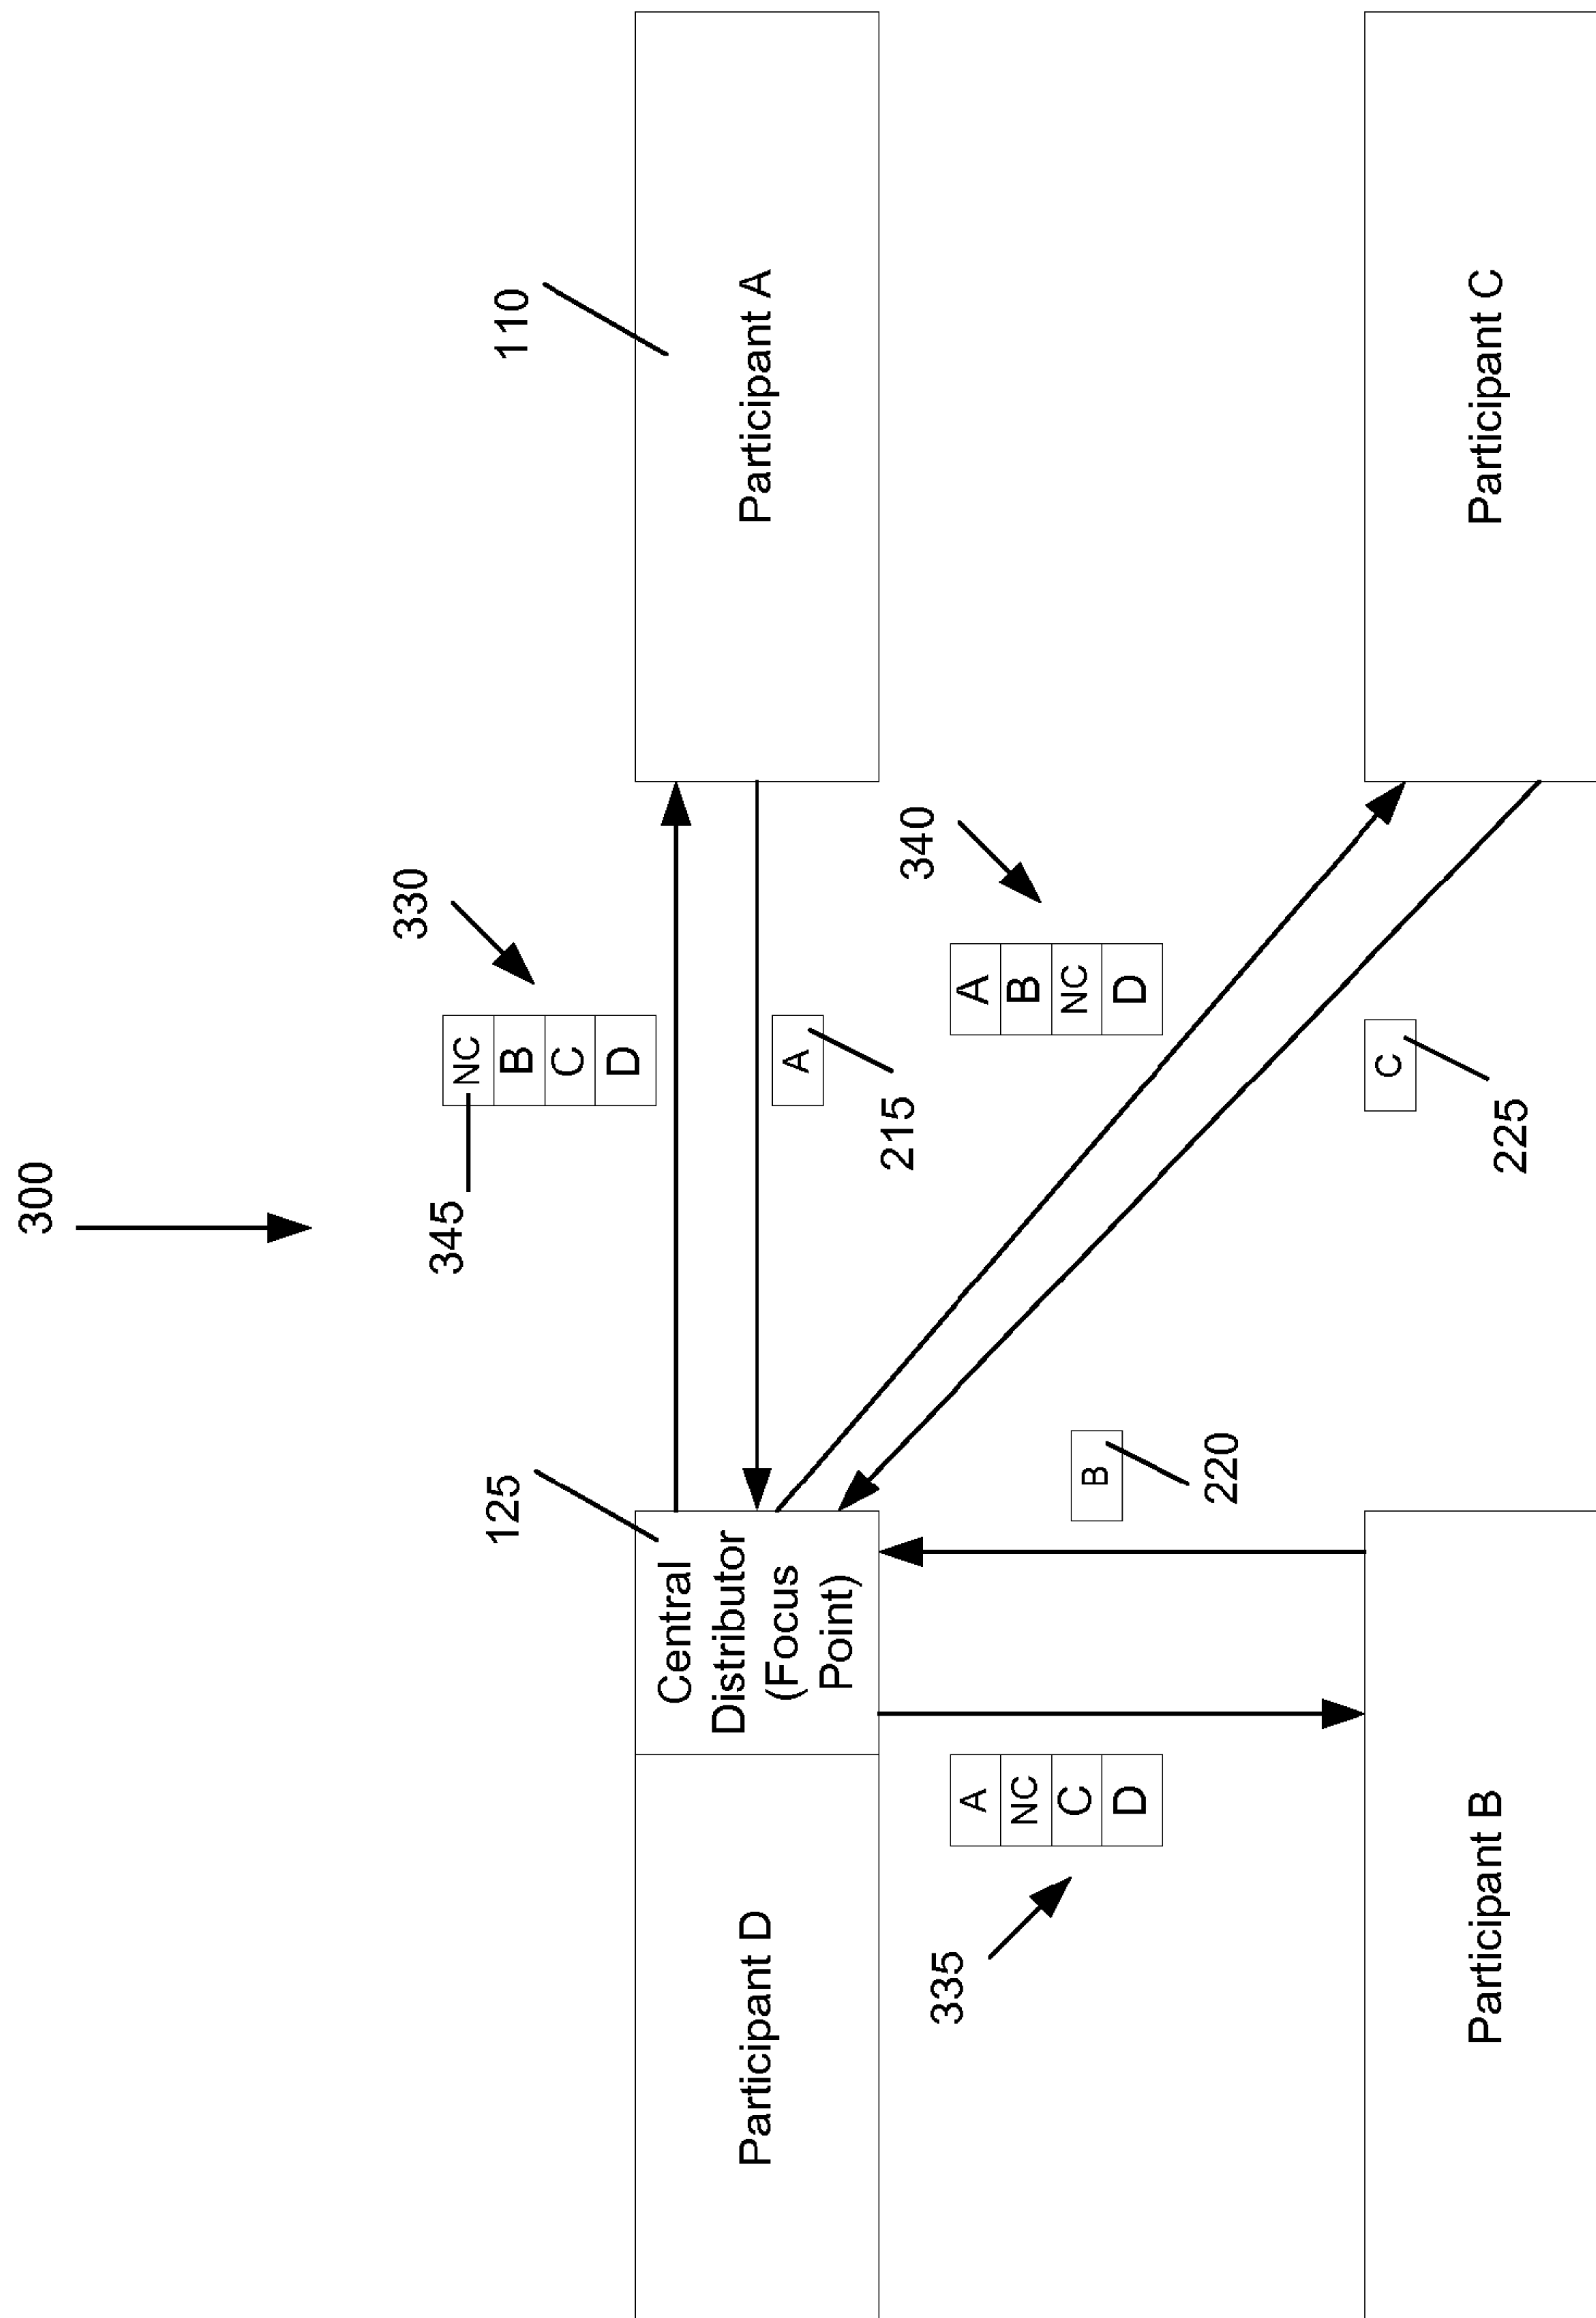 300
330
345
NC
B
C
D
125
110
Participant D
Central
Distributor
(Focus
Point)
Participant A
A
215
340
335
A
NC
C
D
A
B
NC
D
B
220
C
225
Participant B
Participant C